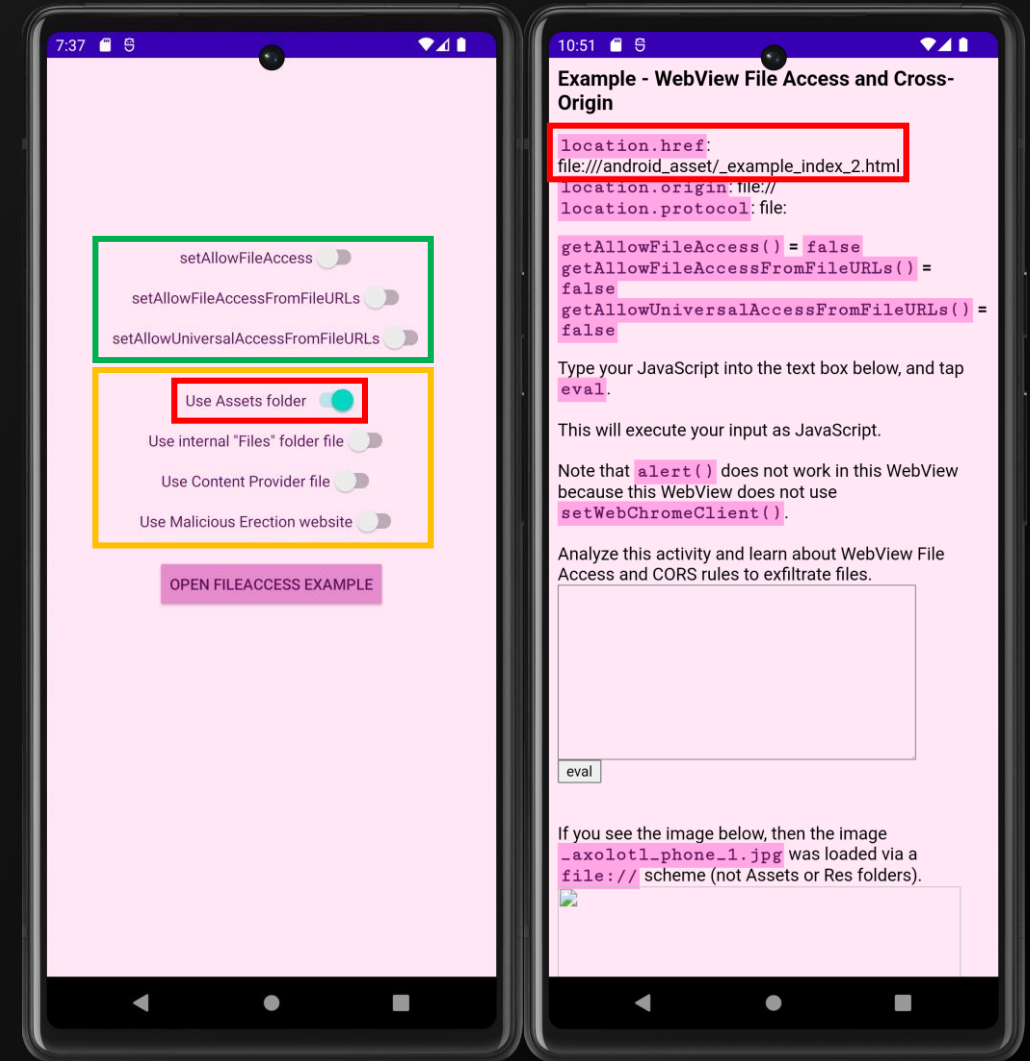 7:37
setAllowFileAccess
setAllowFileAccessFromFileURLs
setAllowUniversalAccessFromFileURLs
Use Assets folder
Use internal "Files" folder file
Use Content Provider file
Use Malicious Erection website
OPEN FILEACCESS EXAMPLE
10:51
Example - WebView File Access and Cross-
Origin
location.href:
file:///android_asset/_example_index_2.html
location.origin: file://
location.protocol: file:
getAllowFileAccess() = false
getAllowFileAccessFromFileURLs() =
false
getAllowUniversalAccessFromFileURLs() =
false
Type your JavaScript into the text box below, and tap
eval.
This will execute your input as JavaScript.
Note that alert() does not work in this WebView
because this WebView does not use
setWebChromeClient().
Analyze this activity and learn about WebView File
Access and CORS rules to exfiltrate files.
eval
If you see the image below, then the image
_axolotl_phone_1.jpg was loaded via a
file:// scheme (not Assets or Res folders).